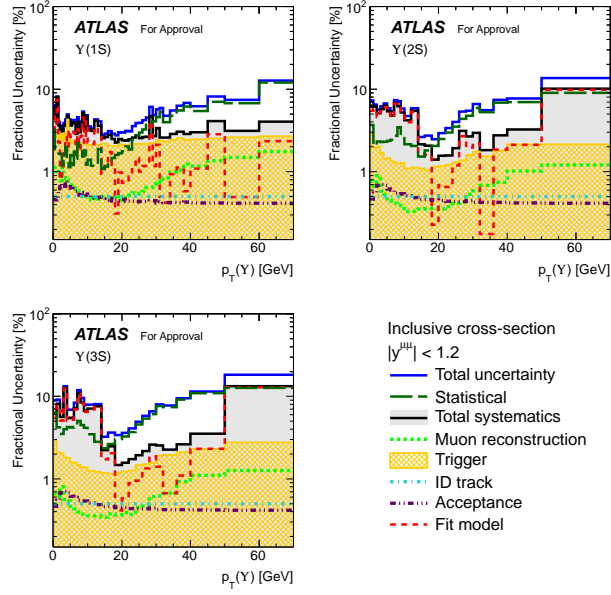 Fractional Uncertainty [%]
10²
10
1
ATLAS For Approval
ϒ(1S)
0 20 40 60
p_T(ϒ) [GeV]
Fractional Uncertainty [%]
10²
10
1
ATLAS For Approval
ϒ(2S)
0 20 40 60
p_T(ϒ) [GeV]
Fractional Uncertainty [%]
10²
10
1
ATLAS For Approval
ϒ(3S)
0 20 40 60
p_T(ϒ) [GeV]
Inclusive cross-section
|y^μμ| < 1.2
Total uncertainty
Statistical
Total systematics
Muon reconstruction
Trigger
ID track
Acceptance
Fit model